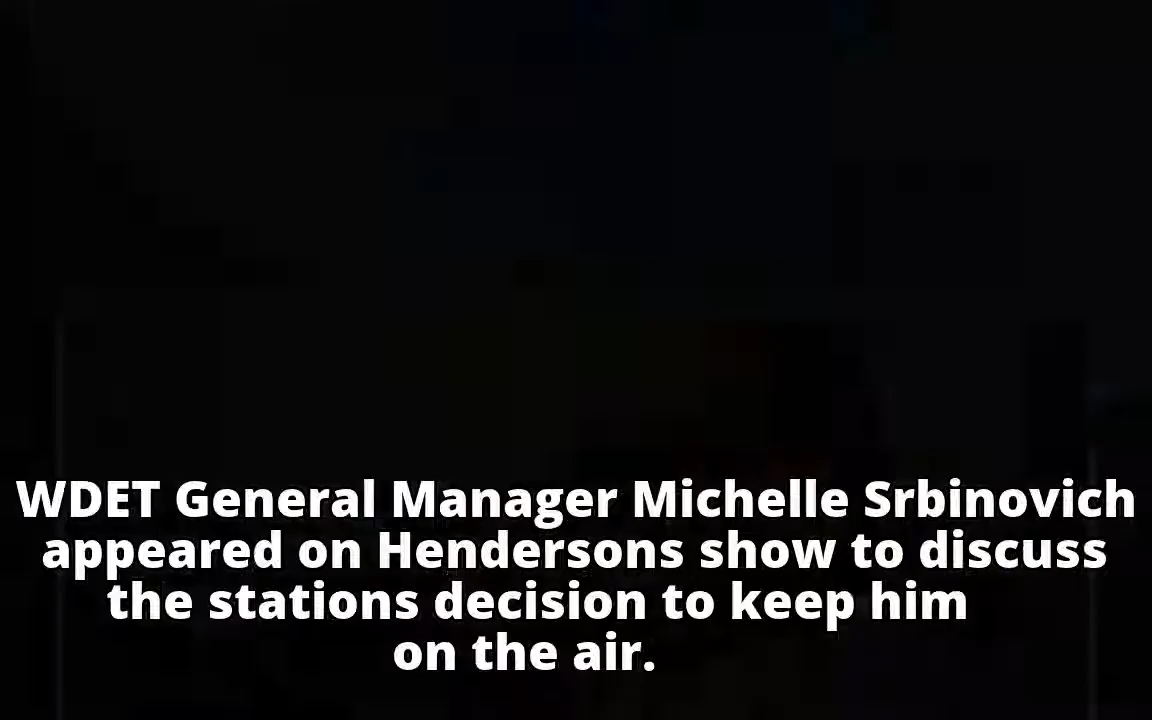 WDET General Manager Michelle Srbinovich
appeared on Hendersons show to discuss
the stations decision to keep him
on the air.